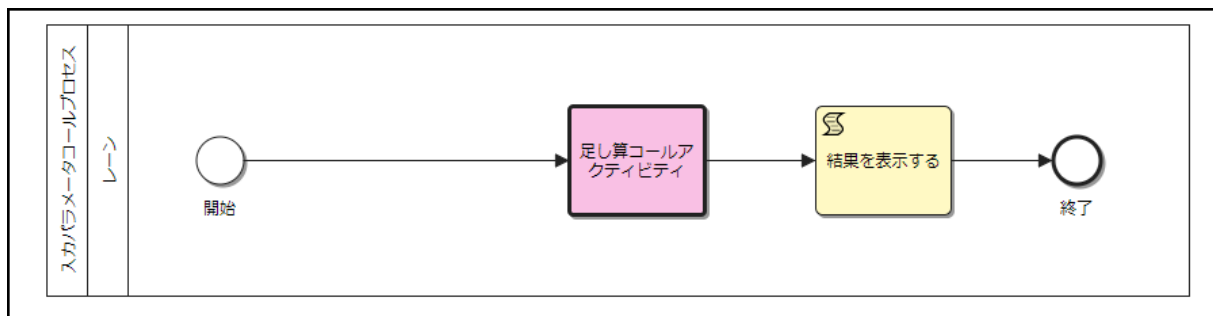 入力パラメータコールプロセス
レーン
開始
足し算コールア
クティビティ
結果を表示する
終了